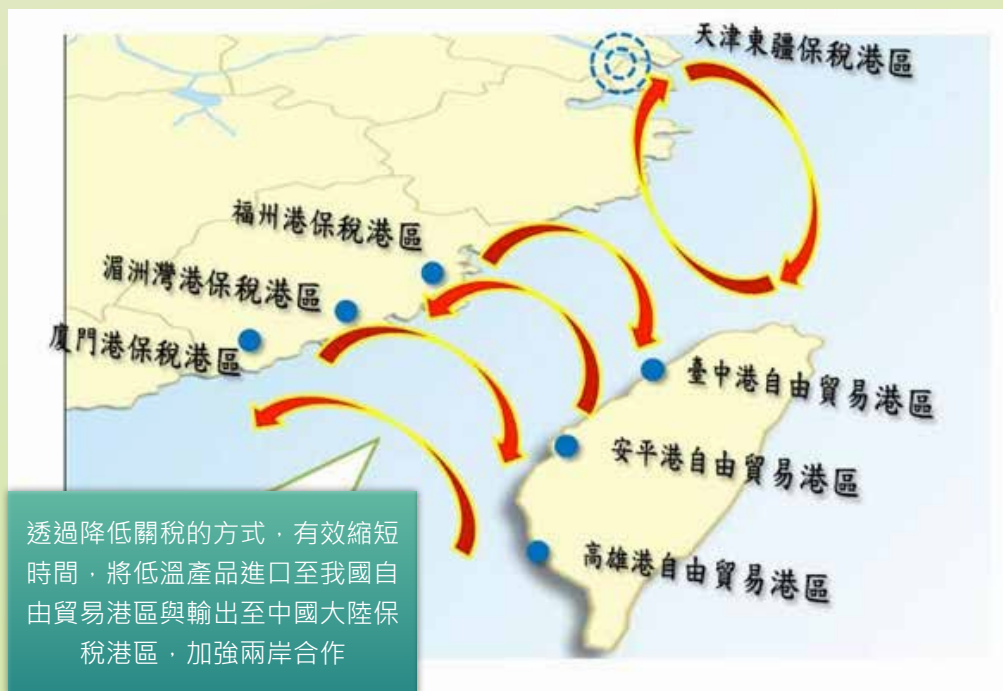 天津東疆保稅港區
福州港保稅港區
湄洲灣港保稅港區
廈門港保稅港區
臺中港自由貿易港區
安平港自由貿易港區
高雄港自由貿易港區
透過降低關稅的方式，有效縮短
時間，將低溫產品進口至我國自
由貿易港區與輸出至中國大陸保
稅港區，加強兩岸合作